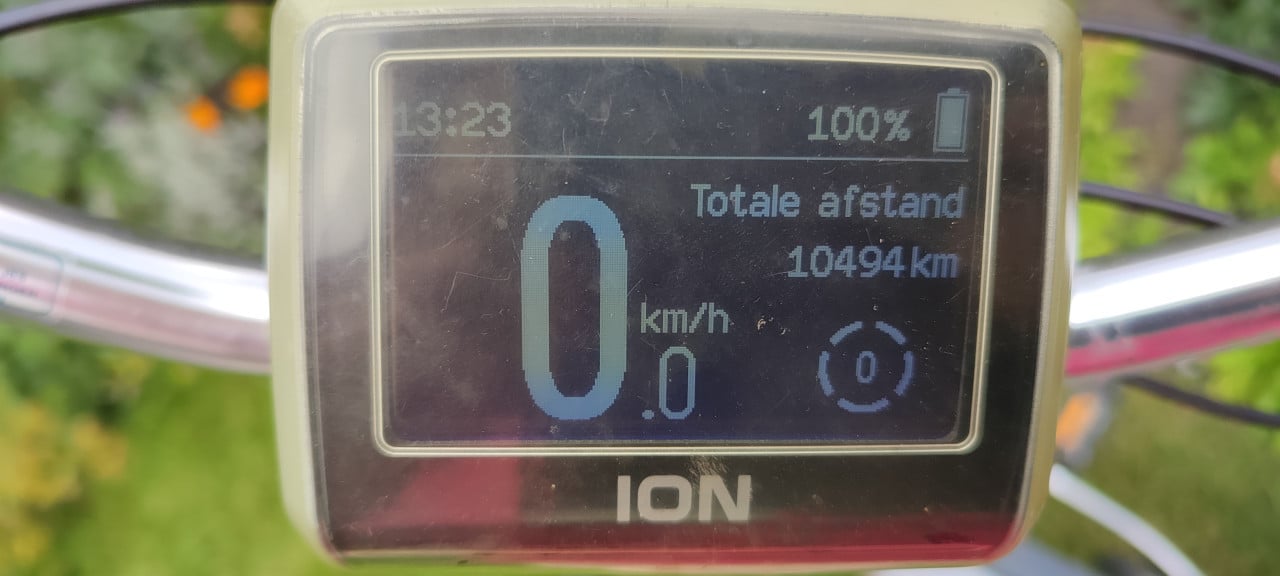 13:23 100%
Totale afstand
10494km
0.0 km/h
0
ION